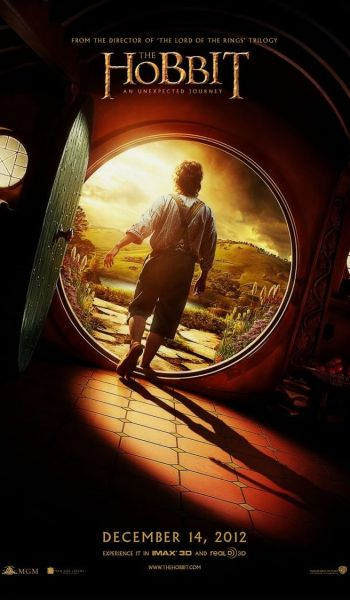 FROM THE DIRECTOR OF 'THE LORD OF THE RINGS' TRILOGY
THE
HOBBIT
AN UNEXPECTED JOURNEY
DECEMBER 14, 2012
EXPERIENCE IT IN IMAX 3D AND REAL D 3D
MGM
WWW.THEHOBBIT.COM